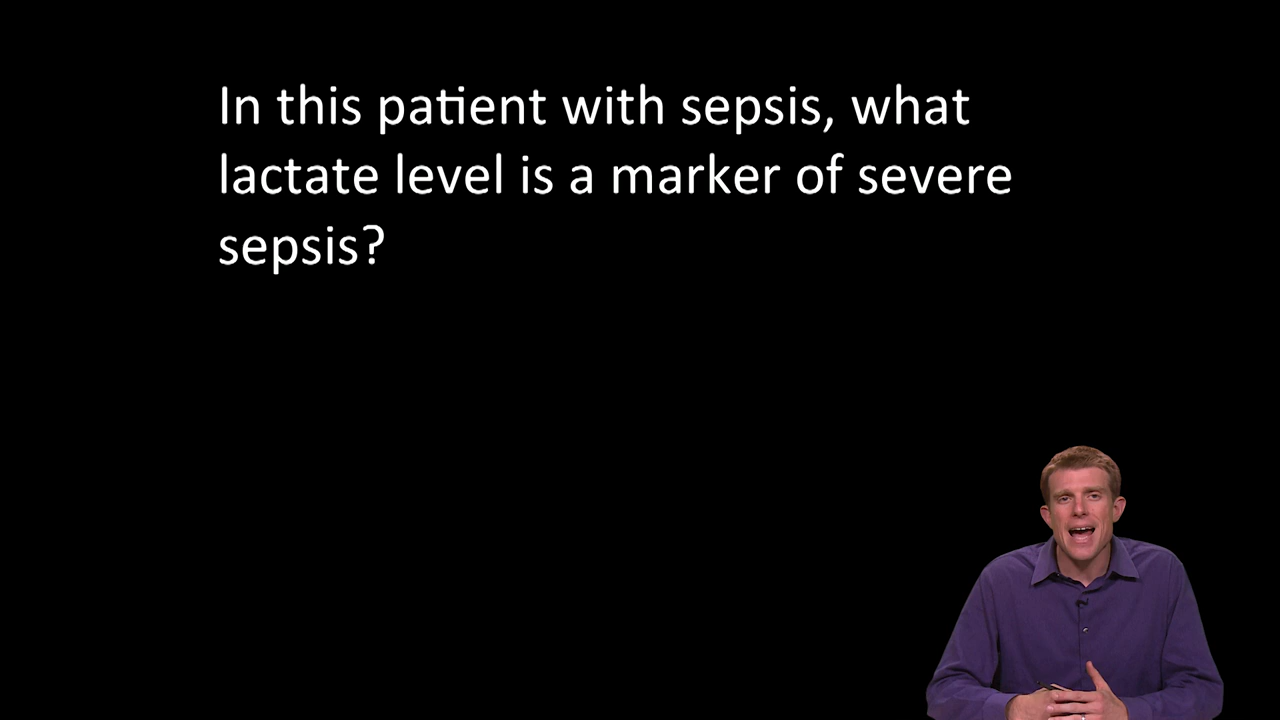 In this patient with sepsis, what
lactate level is a marker of severe
sepsis?